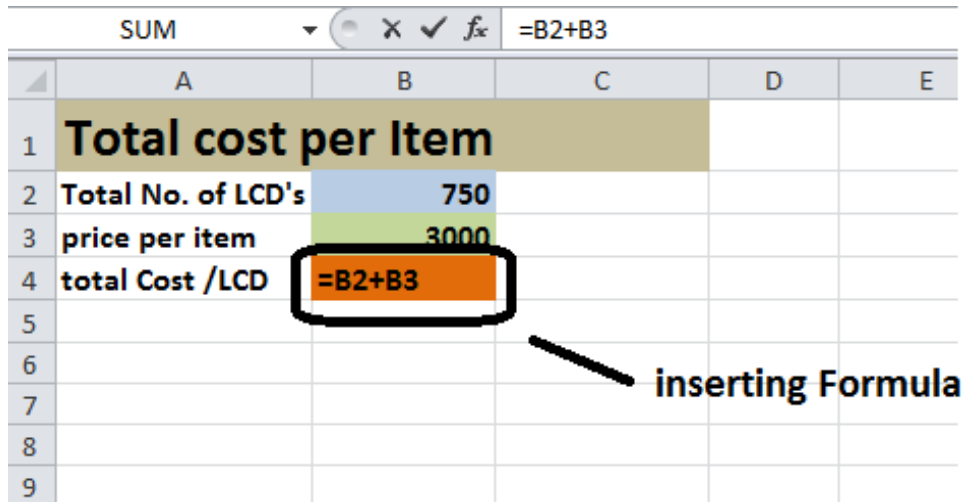 SUM fx =B2+B3
A B C D E
1 Total cost per Item
2 Total No. of LCD's 750
3 price per item 3000
4 total Cost /LCD =B2+B3
5
6
inserting Formula
7
8
9